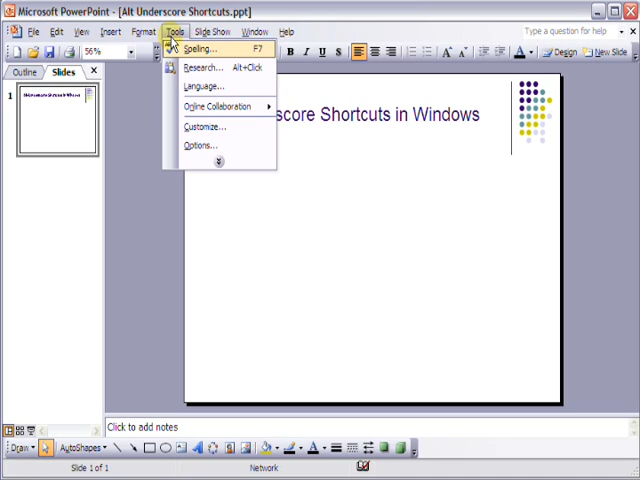 Microsoft PowerPoint - [Alt Underscore Shortcuts.ppt]
File Edit View Insert Format Tools Slide Show Window Help Type a question for help
56% B I U S A Design New Slide
Outline Slides
Spelling... F7
Research... Alt+Click
Language...
Online Collaboration
Customize...
Options...
1
score Shortcuts in Windows
Click to add notes
Draw AutoShapes A
Slide 1 of 1 Network